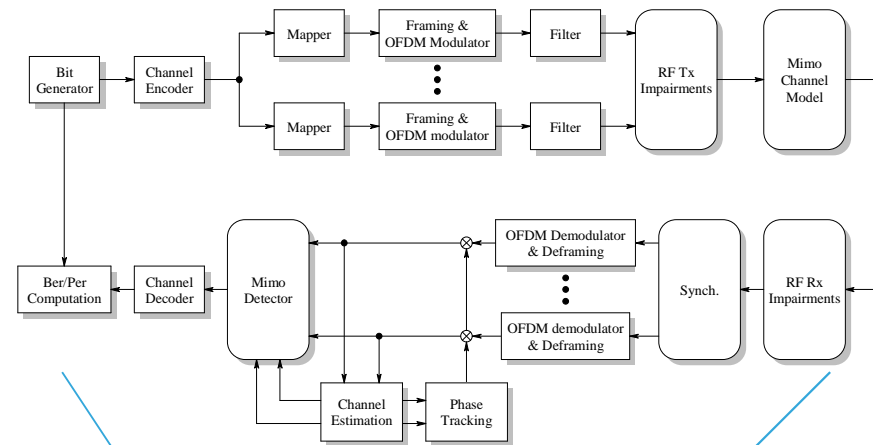 Bit
Generator
Channel
Encoder
Mapper
Framing &
OFDM Modulator
Filter
Mapper
Framing &
OFDM modulator
Filter
RF Tx
Impairments
Mimo
Channel
Model
Ber/Per
Computation
Channel
Decoder
Mimo
Detector
OFDM Demodulator
& Deframing
OFDM demodulator
& Deframing
Synch.
RF Rx
Impairments
Channel
Estimation
Phase
Tracking